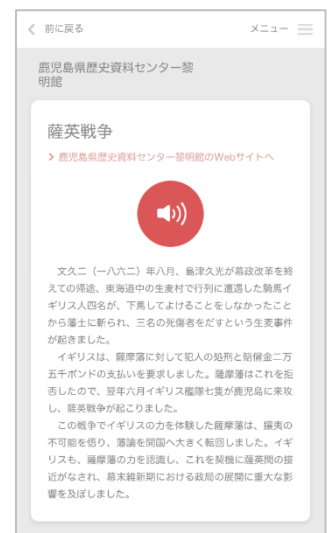 前に戻る
メニュー
鹿児島県歴史資料センター黎
明館
薩英戦争
鹿児島県歴史資料センター黎明館のWebサイトへ
文久二（一八六二）年八月、島津久光が幕政改革を終
えての帰途、東海道中の生麦村で行列に遭遇した騎馬イ
ギリス人四名が、下馬してよけることをしなかったこと
から藩士に斬られ、三名の死傷者をだすという生麦事件
が起きました。
イギリスは、薩摩藩に対して犯人の処刑と賠償金二万
五千ポンドの支払いを要求しました。薩摩藩はこれを拒
否したので、翌年六月イギリス艦隊七隻が鹿児島に来攻
し、薩英戦争が起こりました。
この戦争でイギリスの力を体験した薩摩藩は、攘夷の
不可能を悟り、藩論を開国へ大きく転回しました。イギ
リスも、薩摩藩の力を認識し、これを契機に薩英間の接
近がなされ、幕末維新期における政局の展開に重大な影
響を及ぼしました。